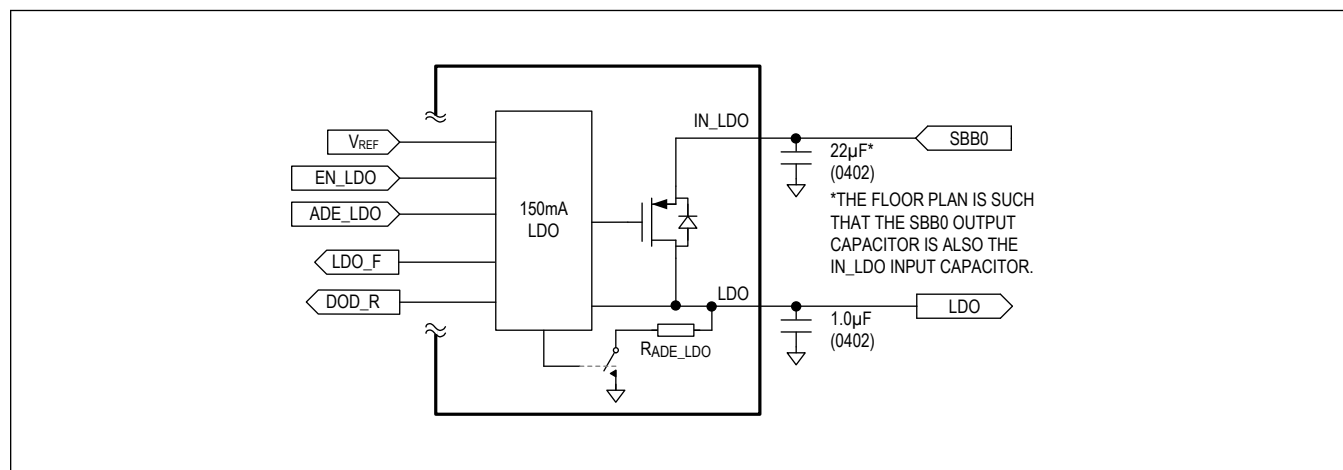 VREF
EN_LDO
ADE_LDO
LDO_F
DOD_R
150mA
LDO
IN_LDO
SBB0
22µF*
(0402)
*THE FLOOR PLAN IS SUCH
THAT THE SBB0 OUTPUT
CAPACITOR IS ALSO THE
IN_LDO INPUT CAPACITOR.
LDO
LDO
1.0µF
(0402)
RADE_LDO